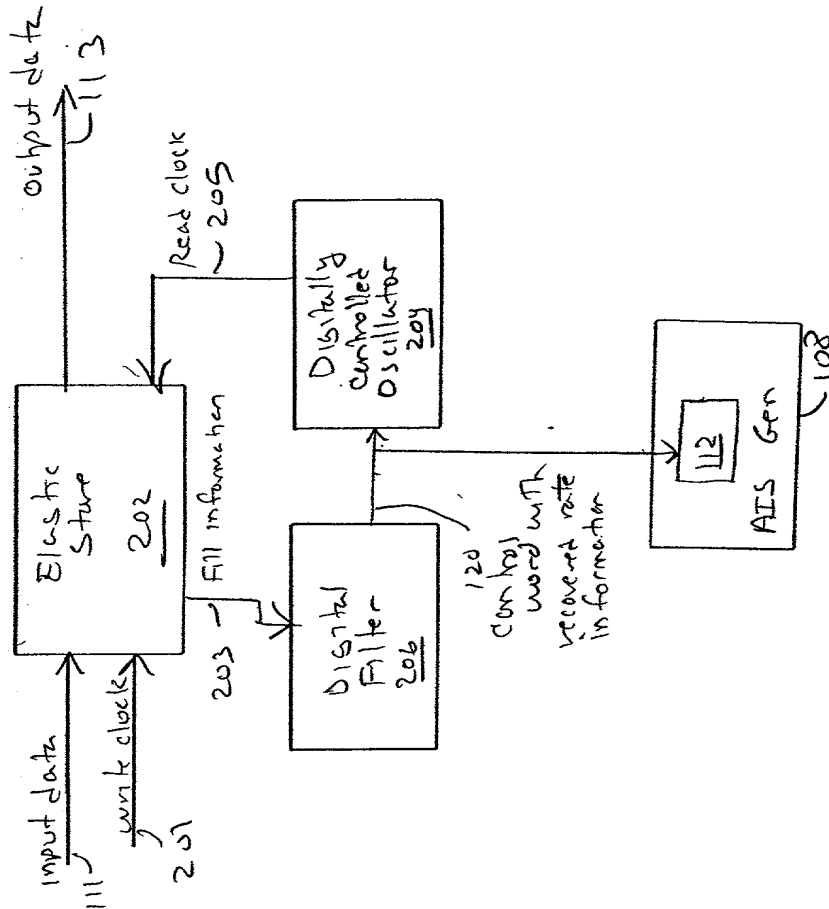 input data
111
write clock
201
Elastic
Store
202
output data
113
Read clock
205
203
Fill information
Digital
Filter
206
Digitally
controlled
Oscillator
204
120
control
word with
recovered rate
information
112
AIS Gen
108